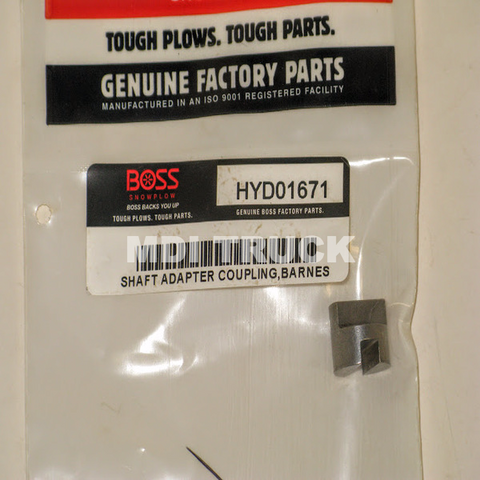 TOUGH PLOWS. TOUGH PARTS.
GENUINE FACTORY PARTS
MANUFACTURED IN AN ISO 9001 REGISTERED FACILITY
BOSS
SNOWPLOW
BOSS BACKS YOU UP
TOUGH PLOWS. TOUGH PARTS.
HYD01671
GENUINE BOSS FACTORY PARTS.
MDI TRUCK
SHAFT ADAPTER COUPLING,BARNES